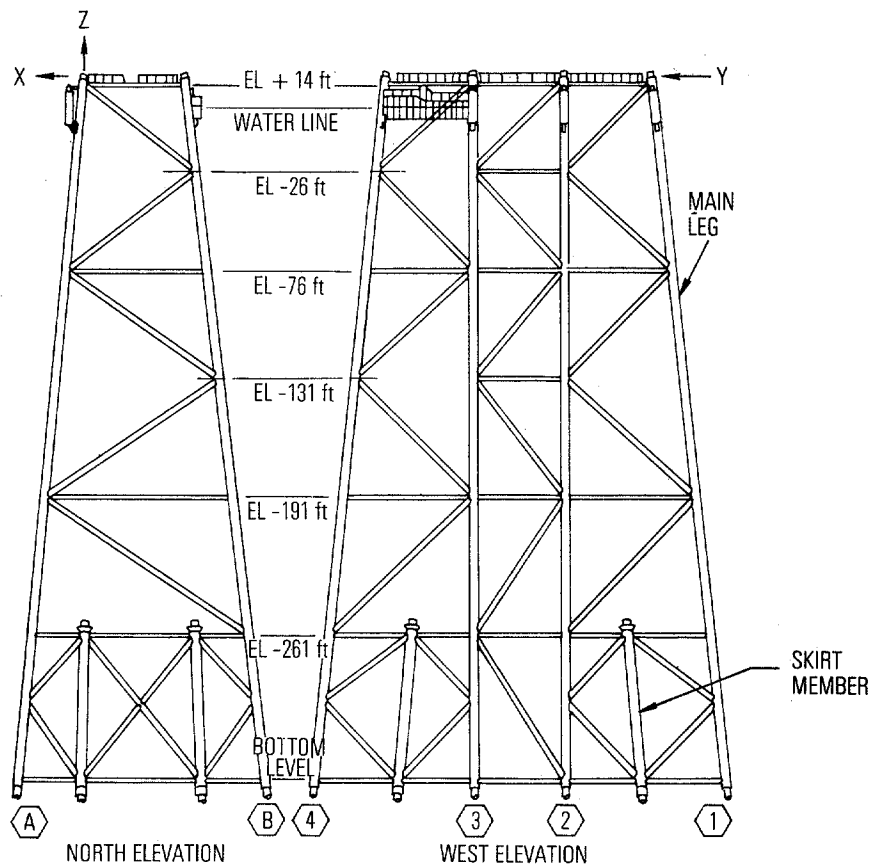 Z
X
Y
EL + 14 ft
WATER LINE
EL -26 ft
MAIN
LEG
EL -76 ft
EL -131 ft
EL -191 ft
EL -261 ft
SKIRT
MEMBER
BOTTOM
LEVEL
A
B
4
3
2
1
NORTH ELEVATION
WEST ELEVATION